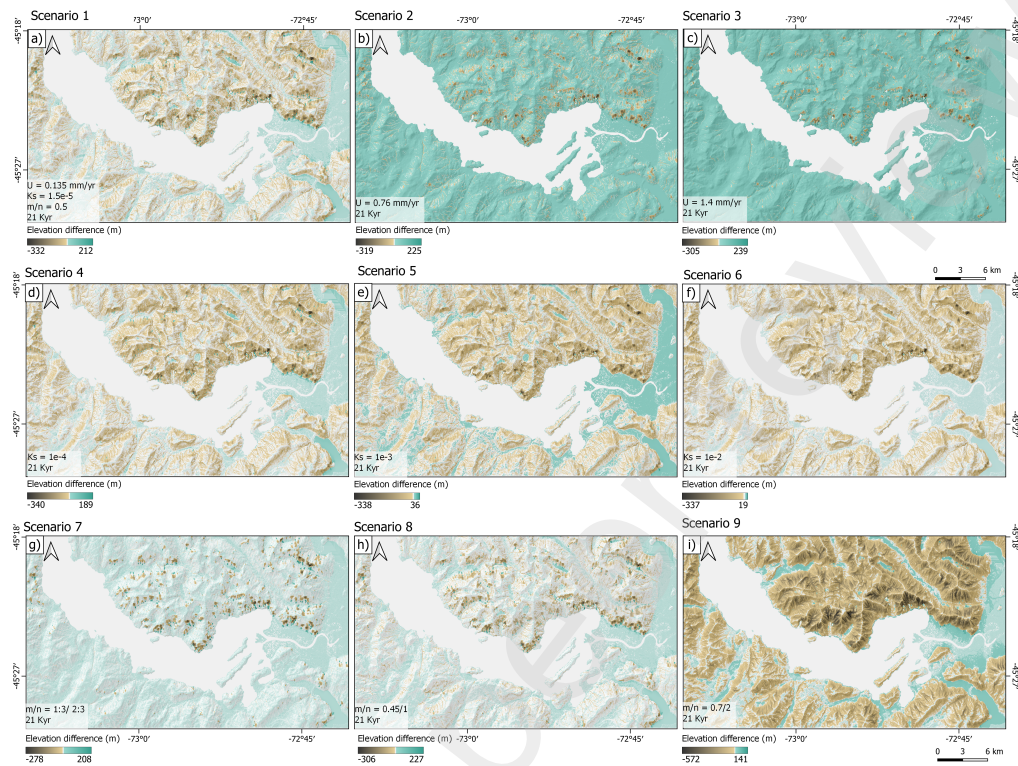 Scenario 1
Scenario 2
Scenario 3
-73°0'
-72°45'
-73°0'
-72°45'
-73°0'
-72°45'
-45°18'
-45°27'
a)
U = 0.135 mm/yr
Ks = 1.5e-5
m/n = 0.5
21 Kyr
b)
U = 0.76 mm/yr
21 Kyr
c)
U = 1.4 mm/yr
21 Kyr
-45°18'
-45°27'
Elevation difference (m)
-332
212
Elevation difference (m)
-319
225
Elevation difference (m)
-305
239
Scenario 4
Scenario 5
Scenario 6
0 3 6 km
-45°18'
-45°27'
d)
Ks = 1e-4
21 Kyr
e)
Ks = 1e-3
21 Kyr
f)
Ks = 1e-2
21 Kyr
-45°18'
-45°27'
Elevation difference (m)
-340
189
Elevation difference (m)
-338
36
Elevation difference (m)
-337
19
Scenario 7
Scenario 8
Scenario 9
-45°18'
-45°27'
g)
m/n = 1:3/ 2:3
21 Kyr
h)
m/n = 0.45/1
21 Kyr
i)
m/n = 0.7/2
21 Kyr
-45°18'
-45°27'
-73°0'
-72°45'
-73°0'
-72°45'
-73°0'
-72°45'
Elevation difference (m)
-278
208
Elevation difference (m)
-306
227
Elevation difference (m)
-572
141
0 3 6 km